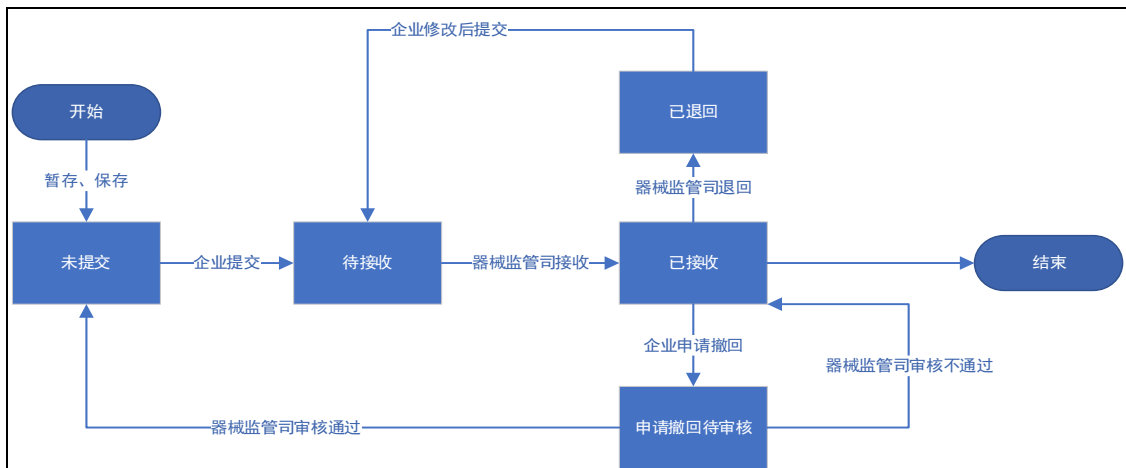 企业修改后提交
开始
已退回
暂存、保存
器械监管司退回
未提交
企业提交
待接收
器械监管司接收
已接收
结束
企业申请撤回
器械监管司审核不通过
器械监管司审核通过
申请撤回待审核